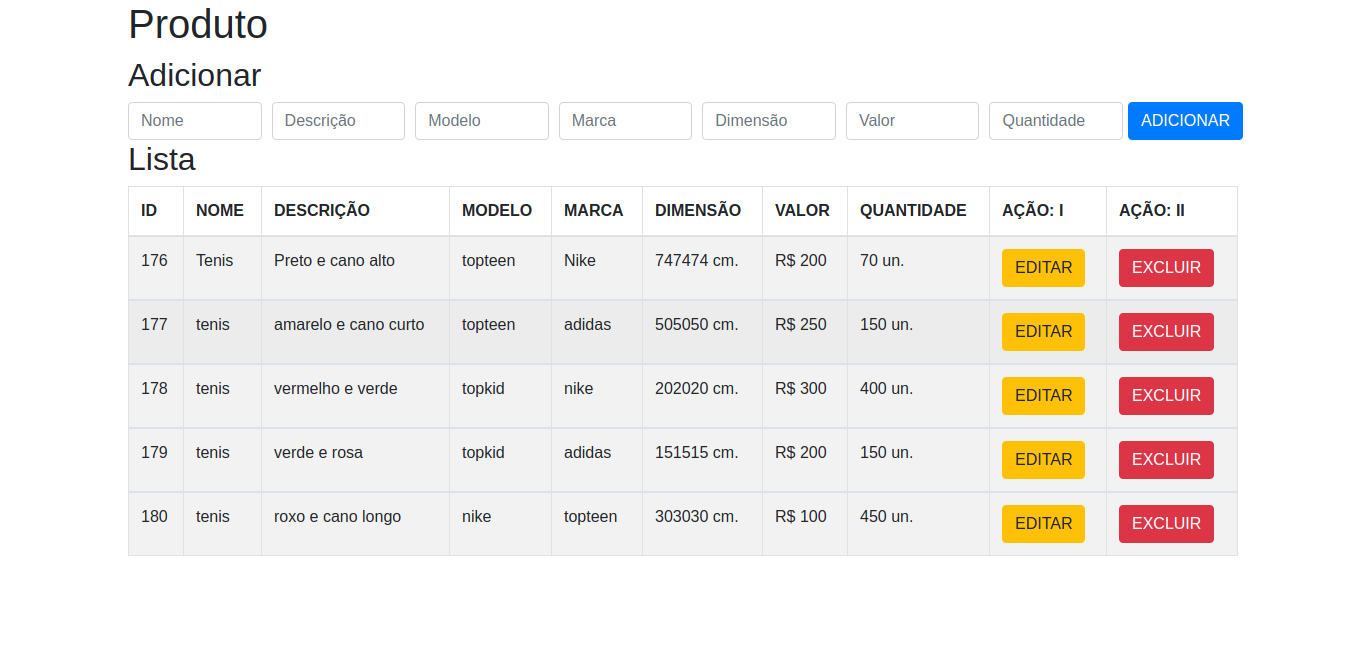 Produto
Adicionar
Nome Descrição Modelo Marca Dimensão Valor Quantidade ADICIONAR
Lista
ID NOME DESCRIÇÃO MODELO MARCA DIMENSÃO VALOR QUANTIDADE AÇÃO: I AÇÃO: II
176 Tenis Preto e cano alto topteen Nike 747474 cm. R$ 200 70 un. EDITAR EXCLUIR
177 tenis amarelo e cano curto topteen adidas 505050 cm. R$ 250 150 un. EDITAR EXCLUIR
178 tenis vermelho e verde topkid nike 202020 cm. R$ 300 400 un. EDITAR EXCLUIR
179 tenis verde e rosa topkid adidas 151515 cm. R$ 200 150 un. EDITAR EXCLUIR
180 tenis roxo e cano longo nike topteen 303030 cm. R$ 100 450 un. EDITAR EXCLUIR